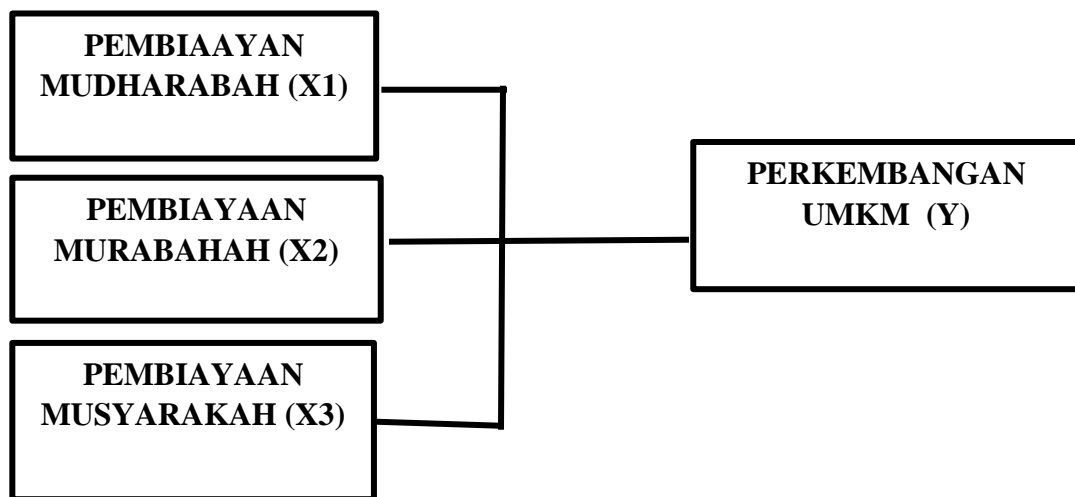 PEMBIAAYAN
MUDHARABAH (X1)
PEMBIAYAAN
MURABAHAH (X2)
PEMBIAYAAN
MUSYARAKAH (X3)
PERKEMBANGAN
UMKM (Y)